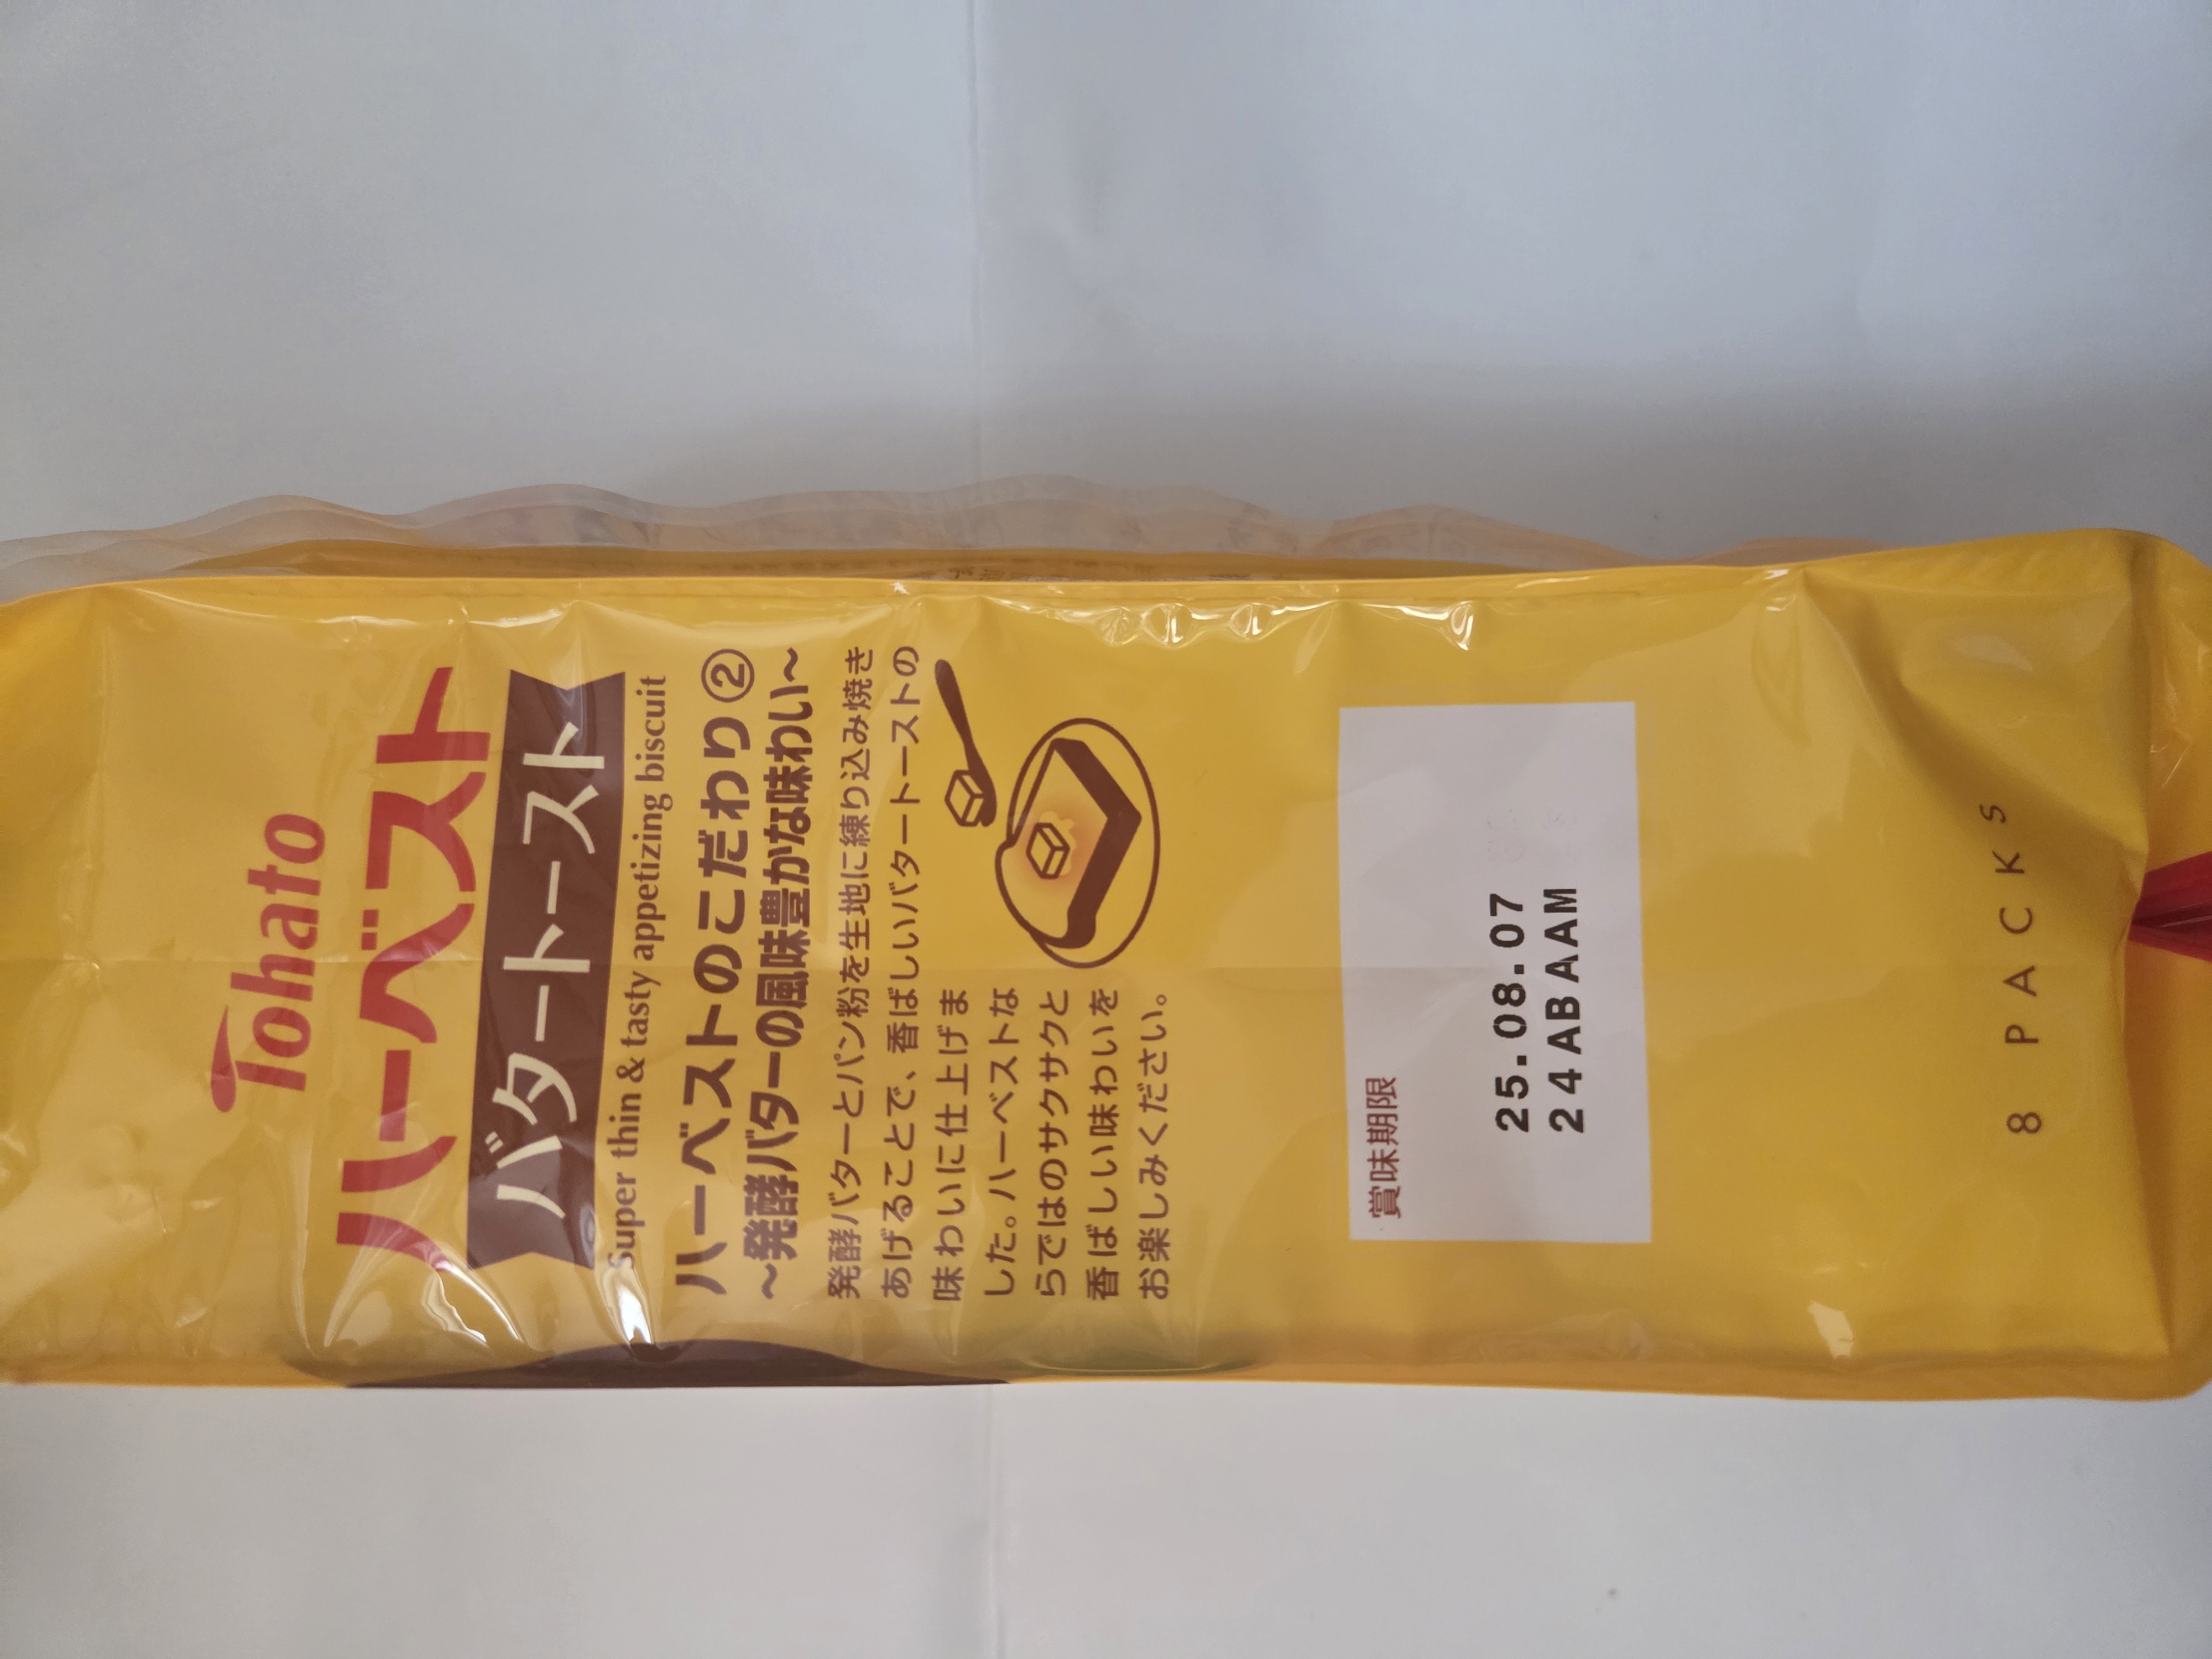 Tohato
ハーベスト
バタートースト
Super thin & tasty appetizing biscuit
ハーベストのこだわり②
~発酵バターの風味豊かな味わい~
発酵バターとパン粉を生地に練り込み焼き
あげることで、香ばしいバタートーストの
味わいに仕上げま
した。ハーベストな
らではのサクサクと
香ばしい味わいを
お楽しみください。
賞味期限
25.08.07
24ABAAM
8 PACKS